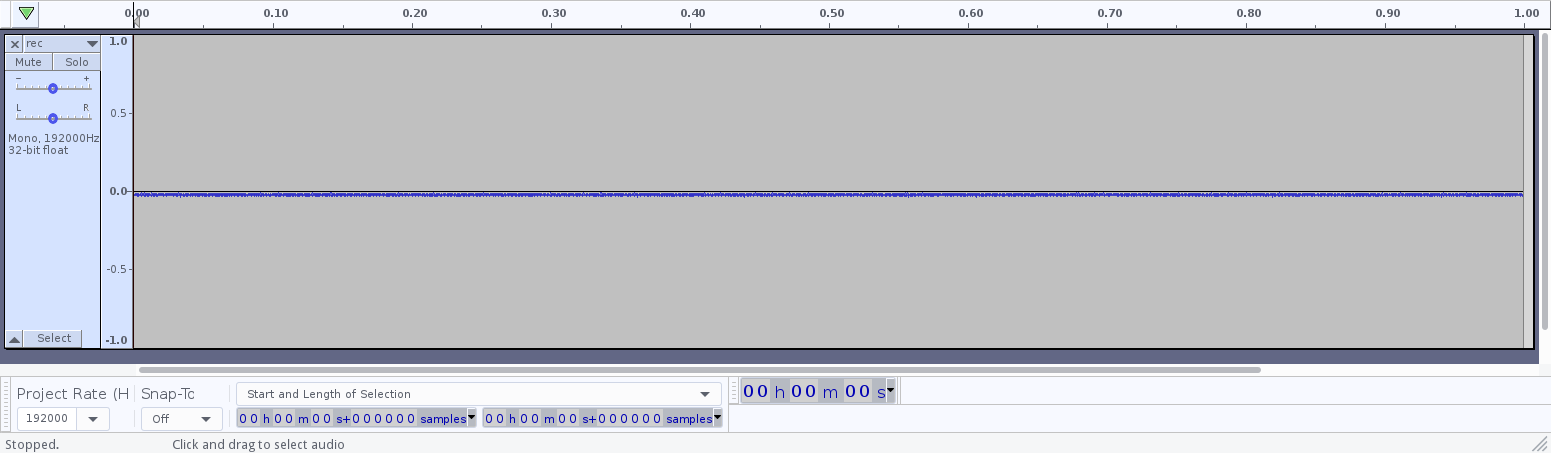 0.00 0.10 0.20 0.30 0.40 0.50 0.60 0.70 0.80 0.90 1.00
rec
Mute Solo
- +
L R
Mono, 192000Hz
32-bit float
Select
1.0
0.5
0.0
-0.5
-1.0
Project Rate (H Snap-Tc Start and Length of Selection
192000 Off 00 h 00 m 00 s+000000 samples 00 h 00 m 00 s+000000 samples
00 h 00 m 00 s
Stopped. Click and drag to select audio